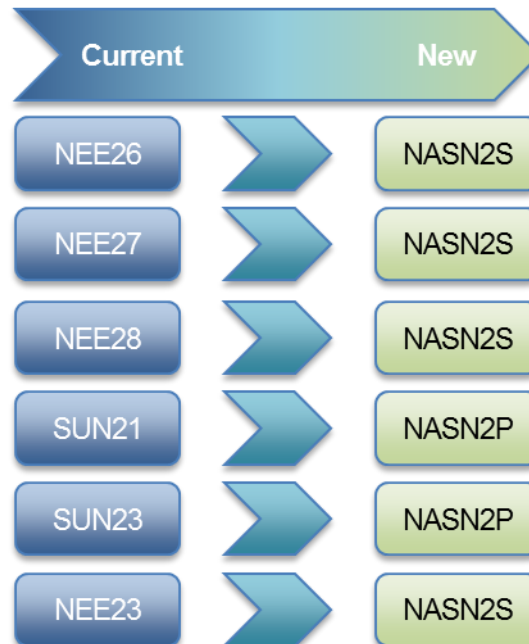 Current New
NEE26 NASN2S
NEE27 NASN2S
NEE28 NASN2S
SUN21 NASN2P
SUN23 NASN2P
NEE23 NASN2S